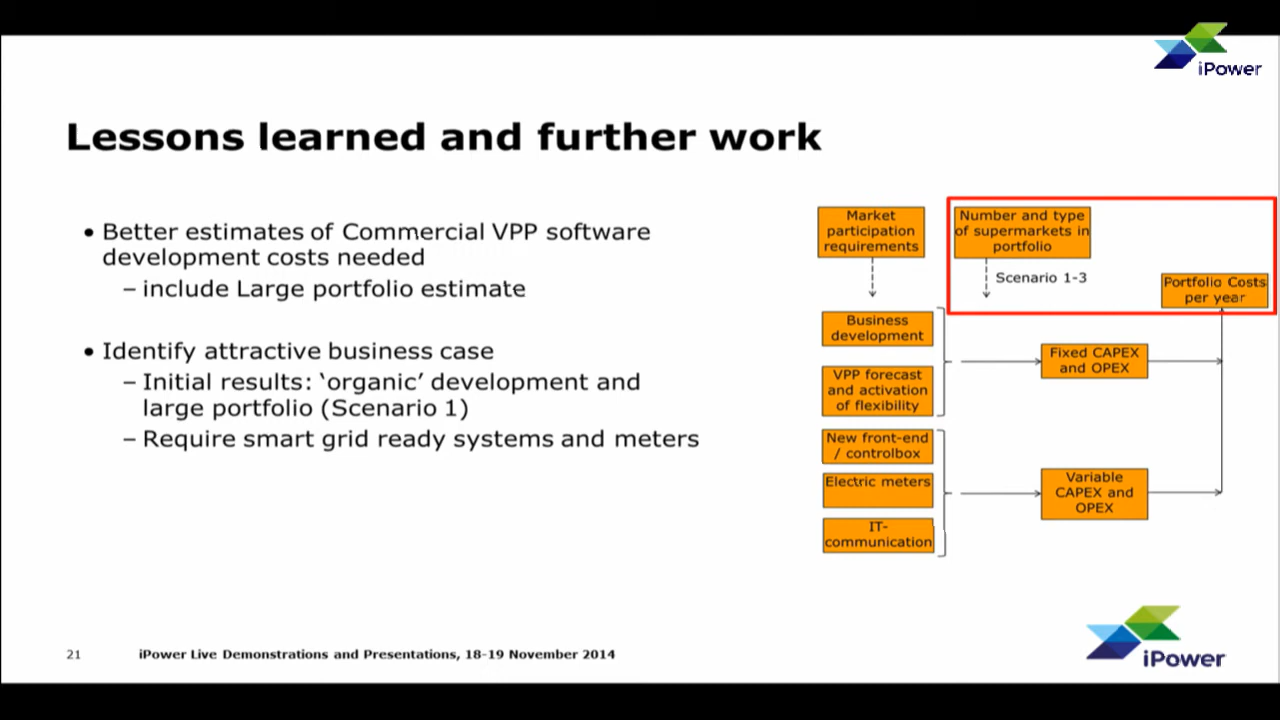 iPower
Lessons learned and further work
• Better estimates of Commercial VPP software
development costs needed
– include Large portfolio estimate
• Identify attractive business case
– Initial results: ‘organic’ development and
large portfolio (Scenario 1)
– Require smart grid ready systems and meters
Market
participation
requirements
Number and type
of supermarkets in
portfolio
Scenario 1-3
Portfolio Costs
per year
Business
development
VPP forecast
and activation
of flexibility
Fixed CAPEX
and OPEX
New front-end
/ controlbox
Electric meters
IT-
communication
Variable
CAPEX and
OPEX
21
iPower Live Demonstrations and Presentations, 18-19 November 2014
iPower